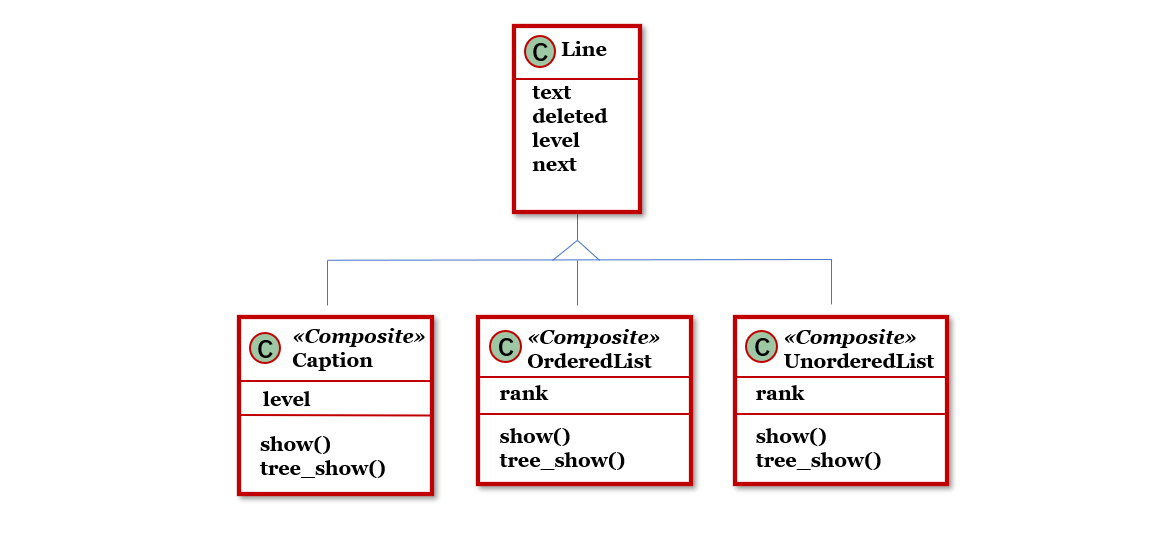 C Line
text
deleted
level
next
C «Composite»
Caption
level
show()
tree_show()
C «Composite»
OrderedList
rank
show()
tree_show()
C «Composite»
UnorderedList
rank
show()
tree_show()